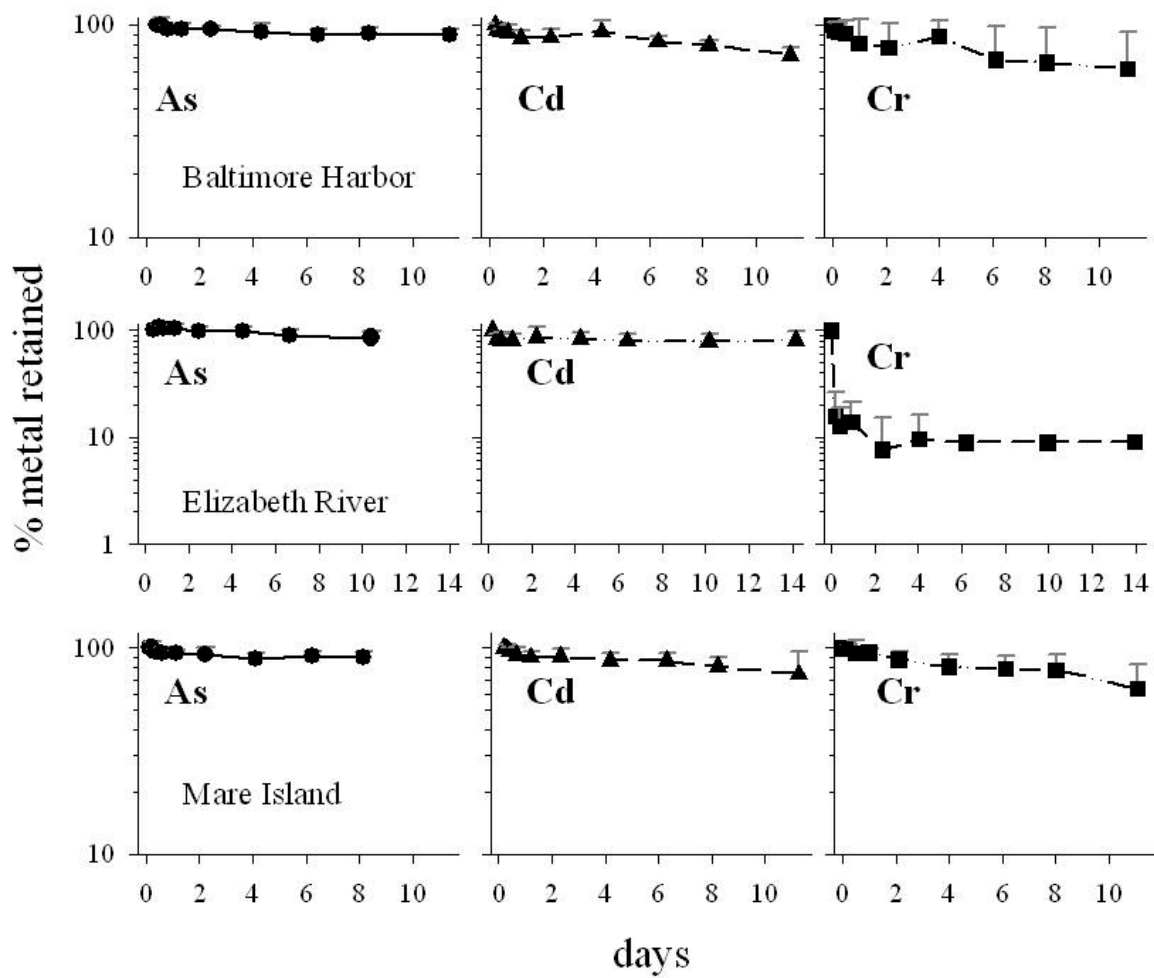 100
10
As
Cd
Cr
Baltimore Harbor
0 2 4 6 8 10
0 2 4 6 8 10
0 2 4 6 8 10
% metal retained
100
10
1
As
Cd
Cr
Elizabeth River
0 2 4 6 8 10 12 14
0 2 4 6 8 10 12 14
0 2 4 6 8 10 12 14
100
10
As
Cd
Cr
Mare Island
0 2 4 6 8 10
0 2 4 6 8 10
0 2 4 6 8 10
days